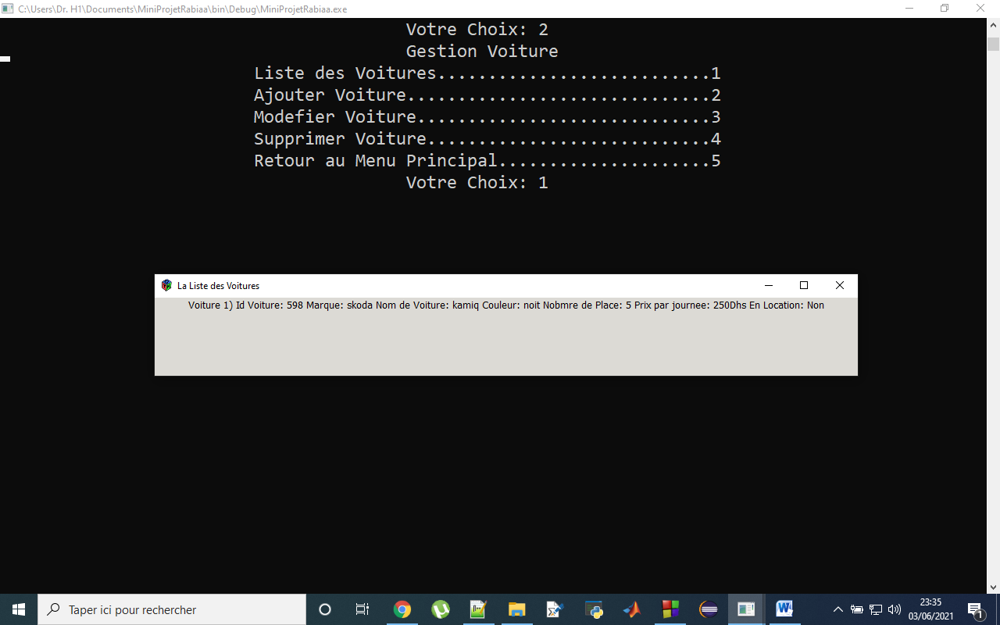 C:\Users\Dr. H1\Documents\MiniProjetRabiaa\bin\Debug\MiniProjetRabiaa.exe
Votre Choix: 2
Gestion Voiture
Liste des Voitures...........................1
Ajouter Voiture..............................2
Modefier Voiture.............................3
Supprimer Voiture............................4
Retour au Menu Principal.....................5
Votre Choix: 1
La Liste des Voitures
Voiture 1) Id Voiture: 598 Marque: skoda Nom de Voiture: kamiq Couleur: noit Nobmre de Place: 5 Prix par journee: 250Dhs En Location: Non
Taper ici pour rechercher
23:35
03/06/2021
1